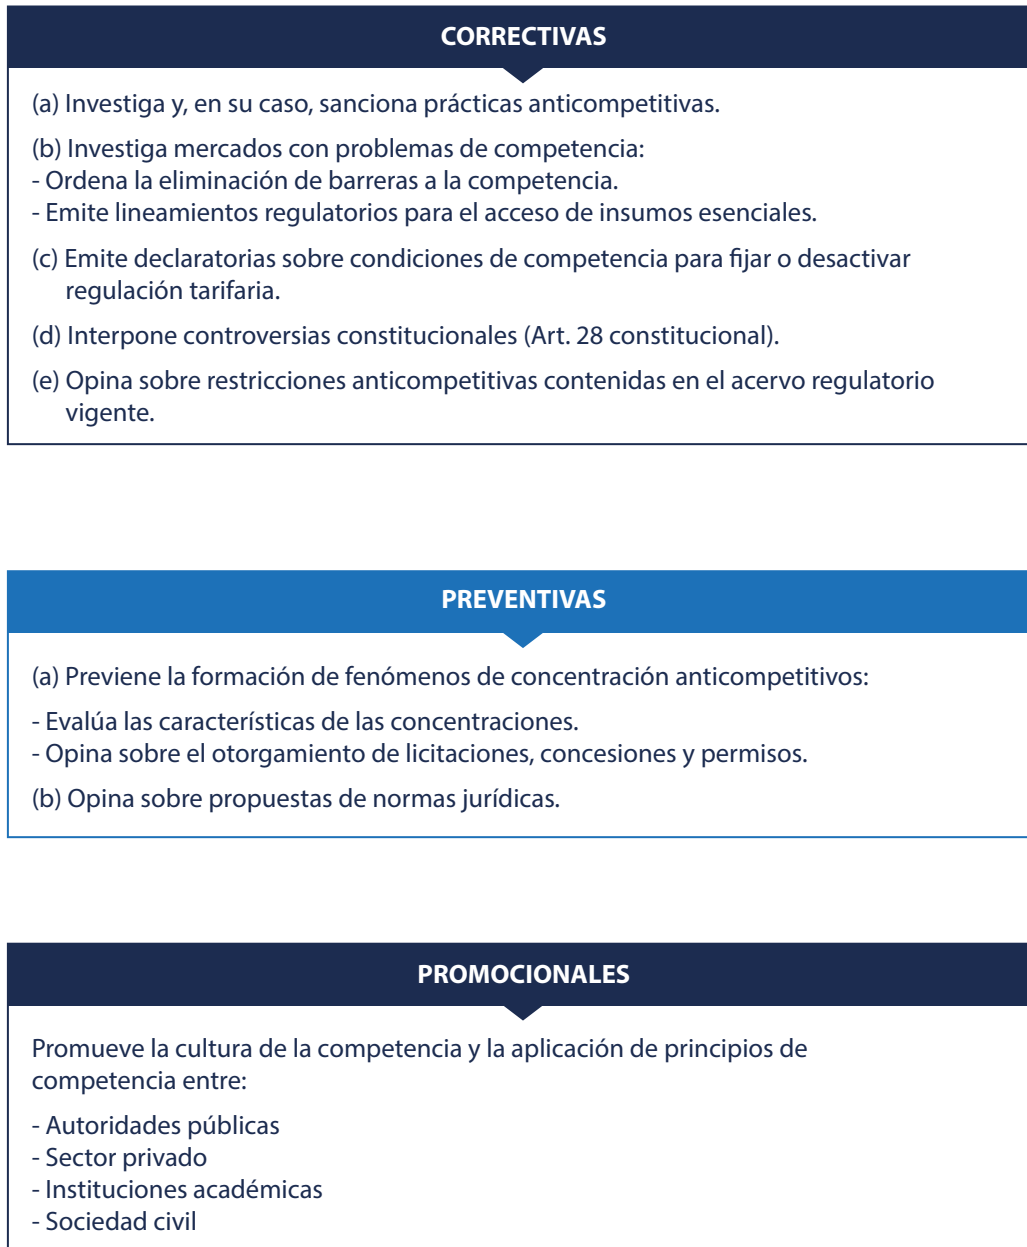 CORRECTIVAS
(a) Investiga y, en su caso, sanciona prácticas anticompetitivas.
(b) Investiga mercados con problemas de competencia:
- Ordena la eliminación de barreras a la competencia.
- Emite lineamientos regulatorios para el acceso de insumos esenciales.
(c) Emite declaratorias sobre condiciones de competencia para fijar o desactivar
regulación tarifaria.
(d) Interpone controversias constitucionales (Art. 28 constitucional).
(e) Opina sobre restricciones anticompetitivas contenidas en el acervo regulatorio
vigente.
PREVENTIVAS
(a) Previene la formación de fenómenos de concentración anticompetitivos:
- Evalúa las características de las concentraciones.
- Opina sobre el otorgamiento de licitaciones, concesiones y permisos.
(b) Opina sobre propuestas de normas jurídicas.
PROMOCIONALES
Promueve la cultura de la competencia y la aplicación de principios de
competencia entre:
- Autoridades públicas
- Sector privado
- Instituciones académicas
- Sociedad civil